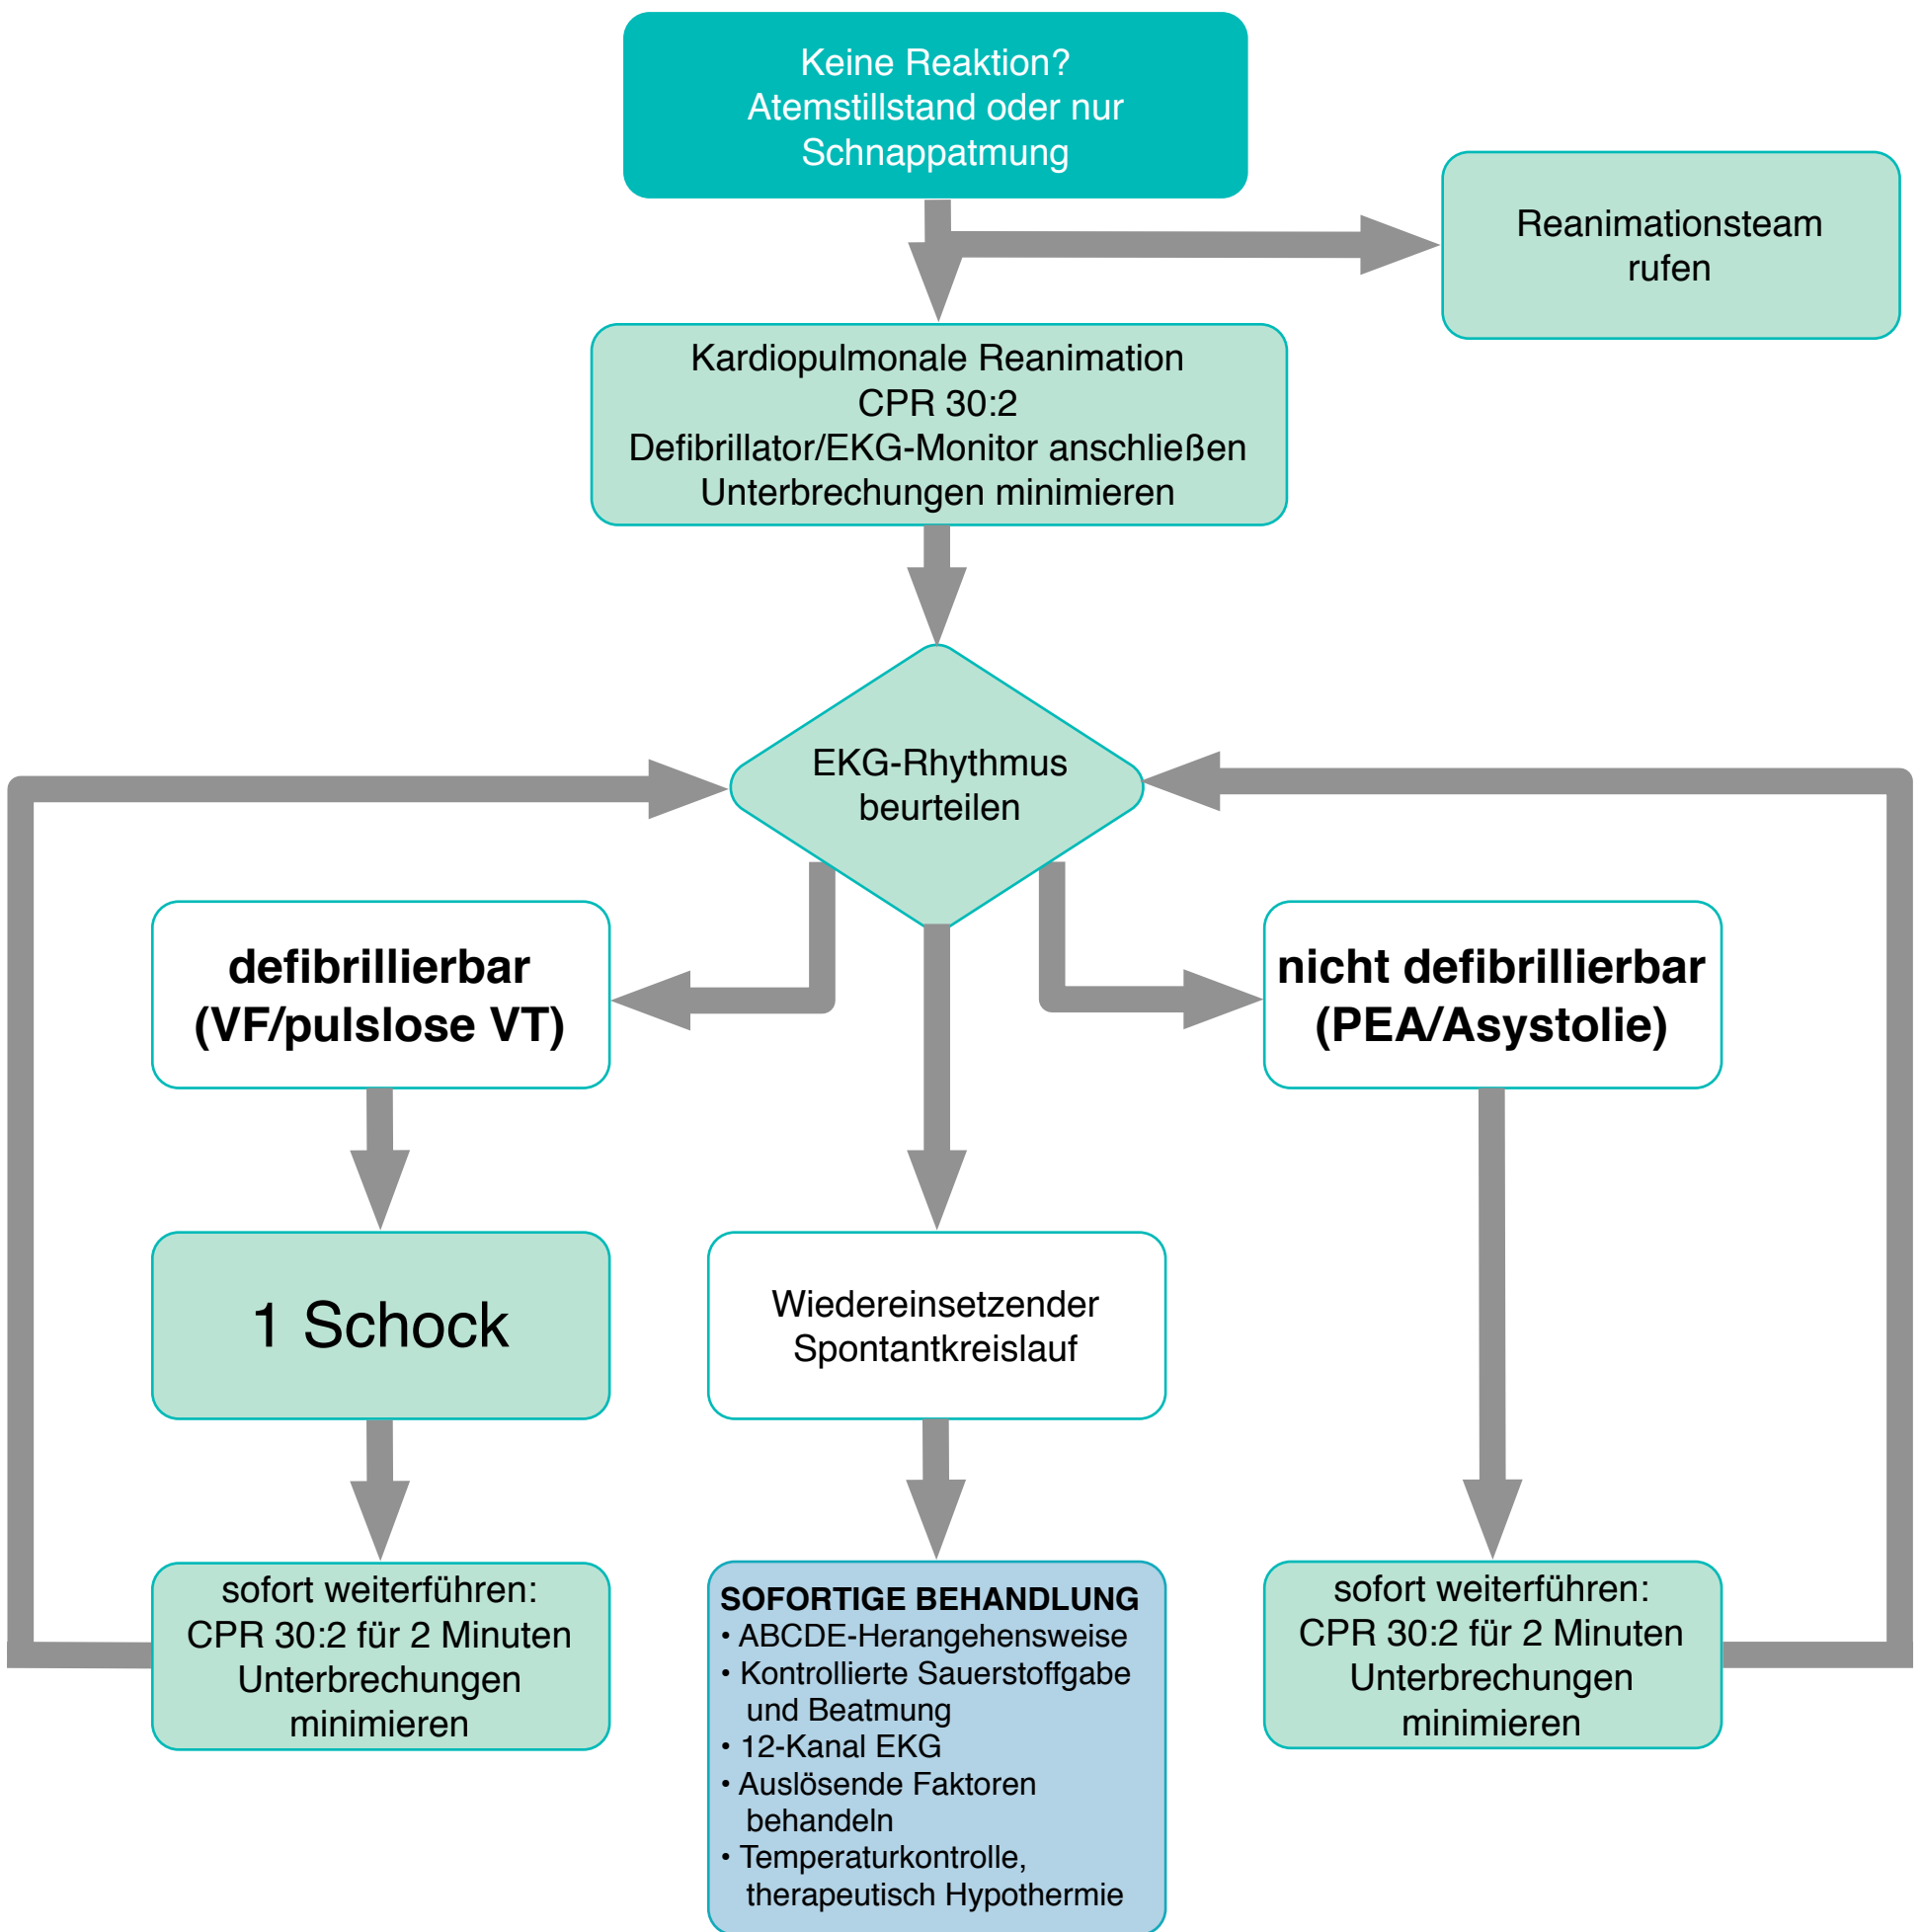 Keine Reaktion?
Atemstillstand oder nur
Schnappatmung
Reanimationsteam
rufen
Kardiopulmonale Reanimation
CPR 30:2
Defibrillator/EKG-Monitor anschließen
Unterbrechungen minimieren
EKG-Rhythmus
beurteilen
defibrillierbar
(VF/pulslose VT)
nicht defibrillierbar
(PEA/Asystolie)
1 Schock
Wiedereinsetzender
Spontantkreislauf
sofort weiterführen:
CPR 30:2 für 2 Minuten
Unterbrechungen
minimieren
SOFORTIGE BEHANDLUNG
• ABCDE-Herangehensweise
• Kontrollierte Sauerstoffgabe
und Beatmung
• 12-Kanal EKG
• Auslösende Faktoren
behandeln
• Temperaturkontrolle,
therapeutisch Hypothermie
sofort weiterführen:
CPR 30:2 für 2 Minuten
Unterbrechungen
minimieren